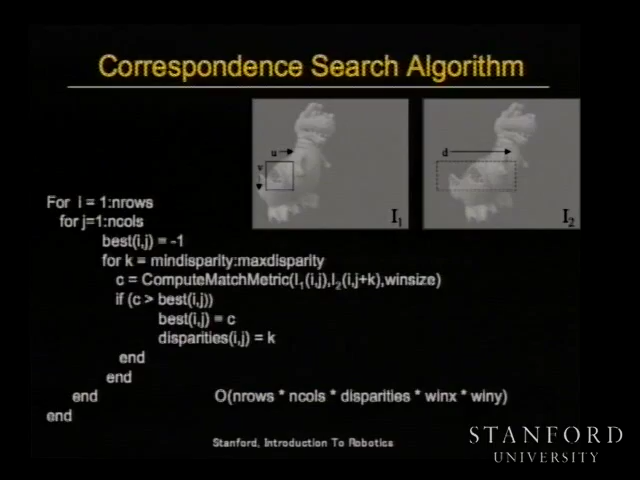 Correspondence Search Algorithm
u
v
I1
d
I2
For i = 1:nrows
for j=1:ncols
best(i,j) = -1
for k = mindisparity:maxdisparity
c = ComputeMatchMetric(I1(i,j),I2(i,j+k),winsize)
if (c > best(i,j))
best(i,j) = c
disparities(i,j) = k
end
end
end
O(nrows * ncols * disparities * winx * winy)
end
Stanford, Introduction To Robotics
STANFORD
UNIVERSITY